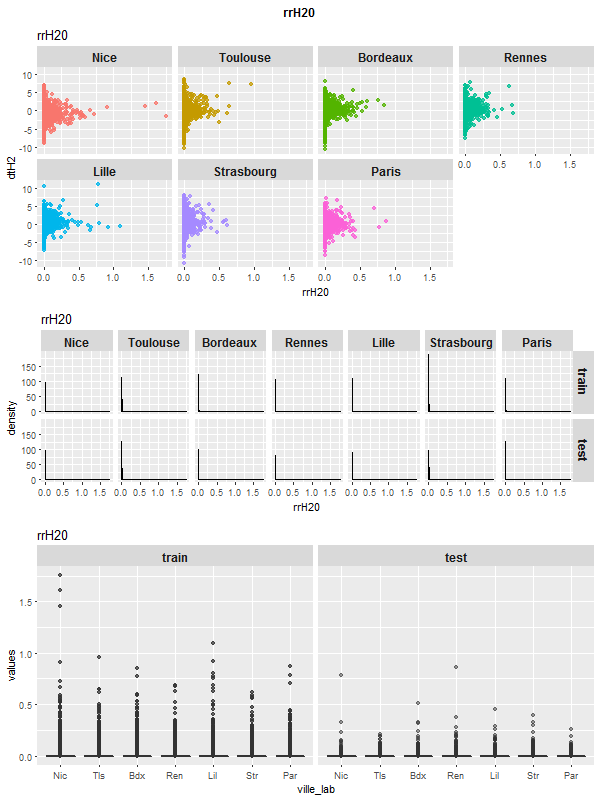 rrH20
rrH20
Nice Toulouse Bordeaux Rennes
10
5
0
-5
-10
0.0 0.5 1.0 1.5
Lille Strasbourg Paris
10
5
0
-5
-10
0.0 0.5 1.0 1.5 0.0 0.5 1.0 1.5 0.0 0.5 1.0 1.5
dtH2
rrH20
rrH20
Nice Toulouse Bordeaux Rennes Lille Strasbourg Paris
150
100
50
0
train
150
100
50
0
test
0.0 0.5 1.0 1.5 0.0 0.5 1.0 1.5 0.0 0.5 1.0 1.5 0.0 0.5 1.0 1.5 0.0 0.5 1.0 1.5 0.0 0.5 1.0 1.5 0.0 0.5 1.0 1.5
density
rrH20
rrH20
train test
1.5
1.0
0.5
0.0
values
Nic Tls Bdx Ren Lil Str Par Nic Tls Bdx Ren Lil Str Par
ville_lab